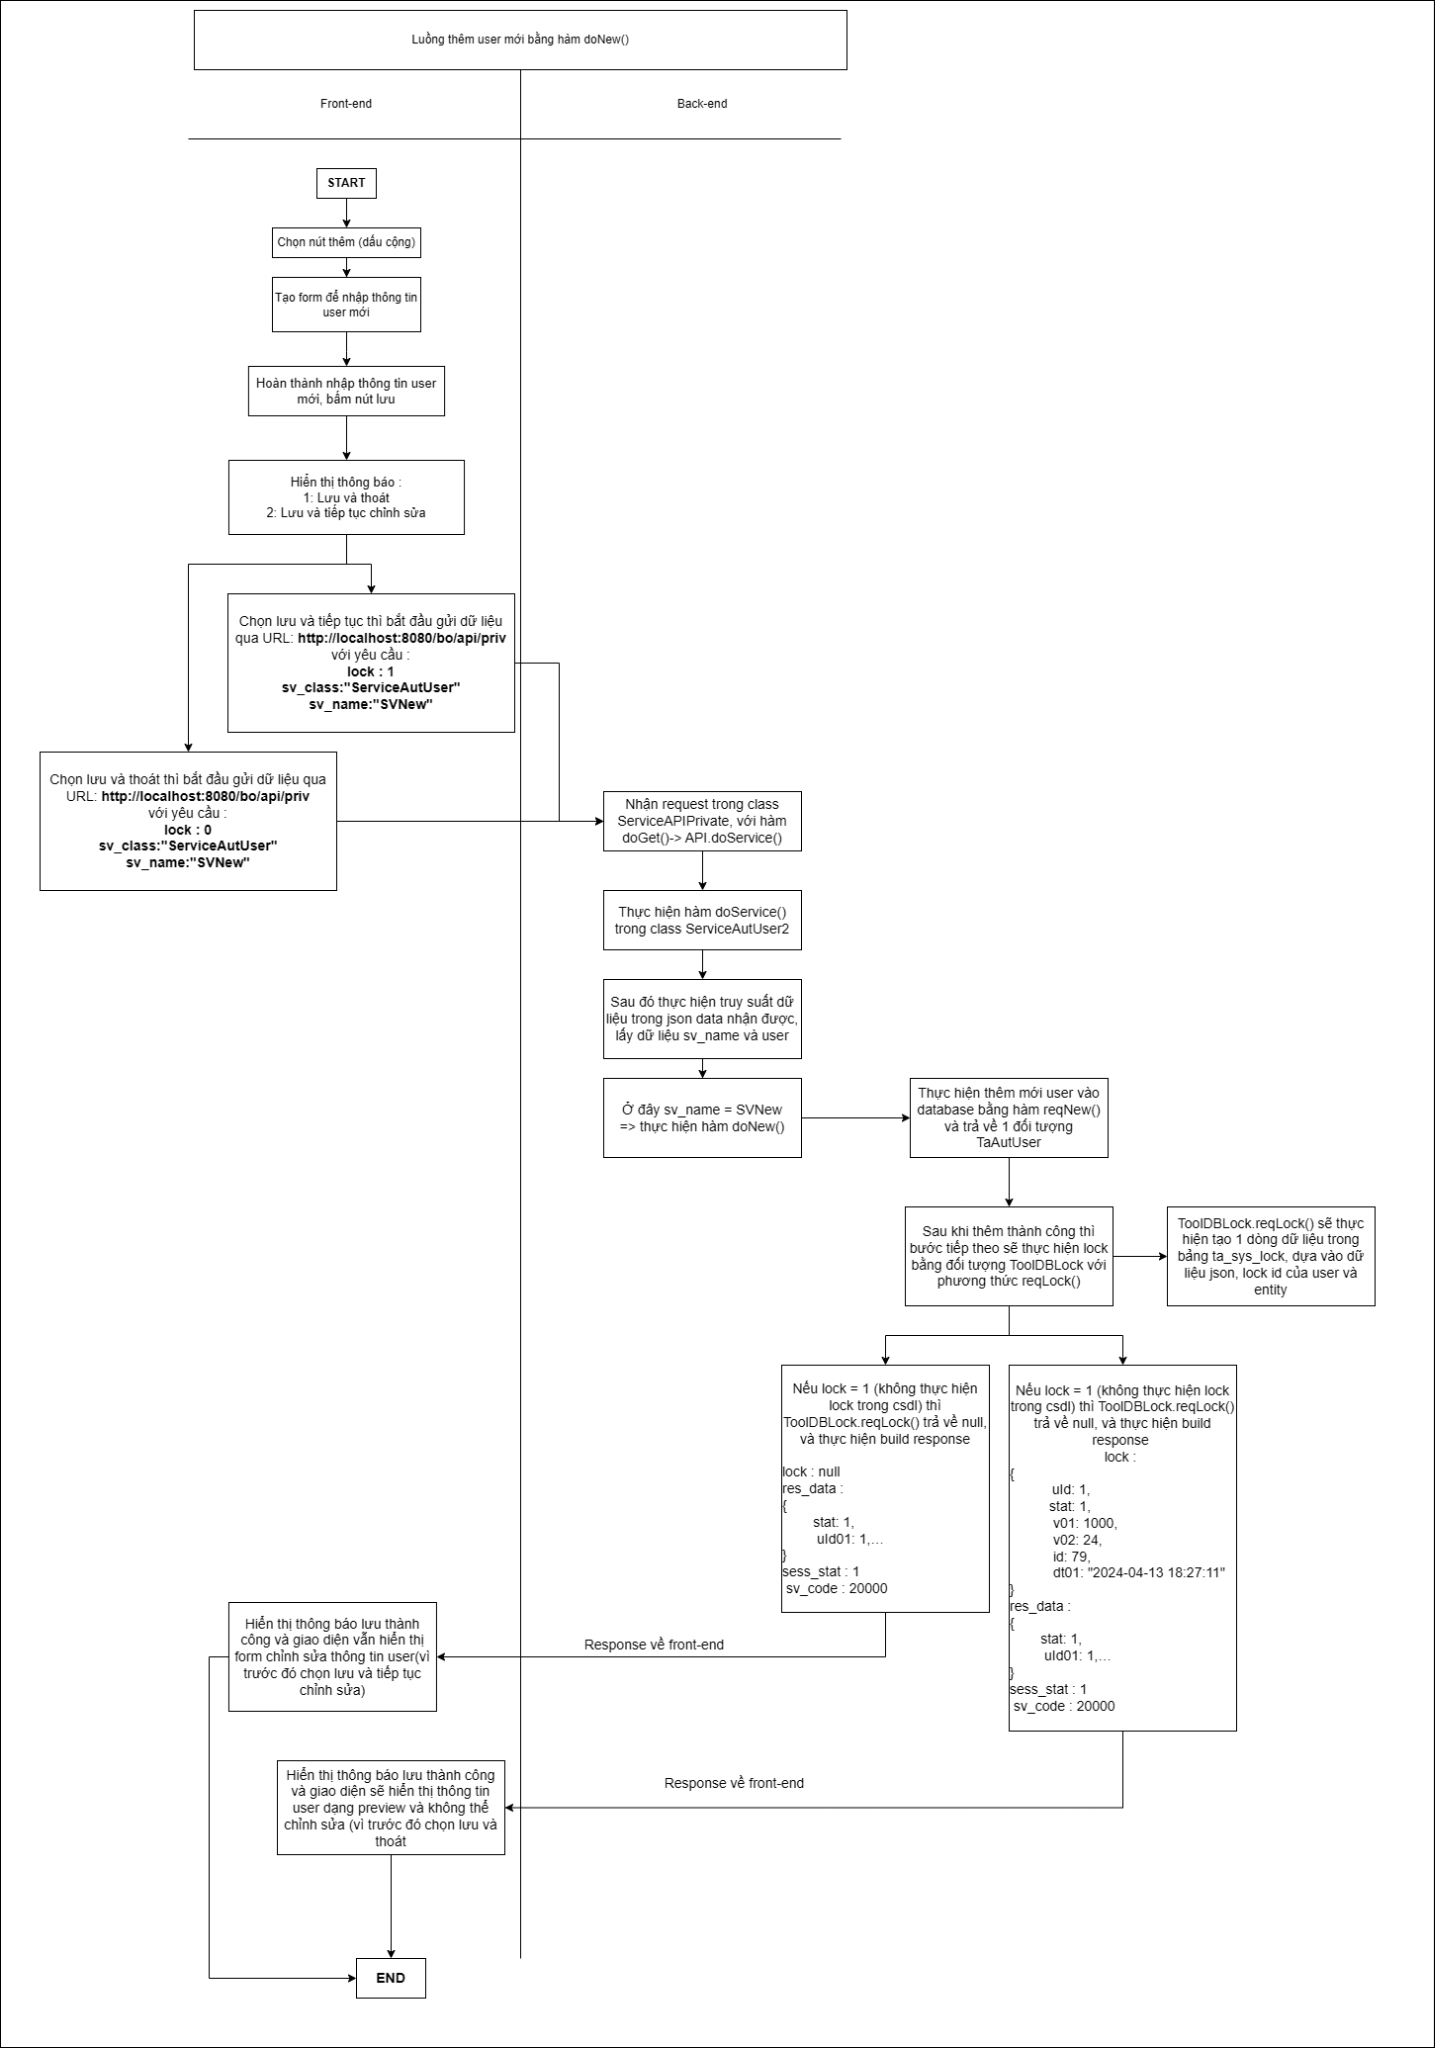 Luồng thêm user mới bằng hàm doNew()
Front-end
Back-end
START
Chọn nút thêm (dấu cộng)
Tạo form để nhập thông tin
user mới
Hoàn thành nhập thông tin user
mới, bấm nút lưu
Hiển thị thông báo :
1: Lưu và thoát
2: Lưu và tiếp tục chỉnh sửa
Chọn lưu và tiếp tục thì bắt đầu gửi dữ liệu
qua URL: http://localhost:8080/bo/api/priv
với yêu cầu :
lock : 1
sv_class:"ServiceAutUser"
sv_name:"SVNew"
Chọn lưu và thoát thì bắt đầu gửi dữ liệu qua
URL: http://localhost:8080/bo/api/priv
với yêu cầu :
lock : 0
sv_class:"ServiceAutUser"
sv_name:"SVNew"
Nhận request trong class
ServiceAPIPrivate, với hàm
doGet()-> API.doService()
Thực hiện hàm doService()
trong class ServiceAutUser2
Sau đó thực hiện truy suất dữ
liệu trong json data nhận được,
lấy dữ liệu sv_name và user
Ở đây sv_name = SVNew
=> thực hiện hàm doNew()
Thực hiện thêm mới user vào
database bằng hàm reqNew()
và trả về 1 đối tượng
TaAutUser
Sau khi thêm thành công thì
bước tiếp theo sẽ thực hiện lock
bằng đối tượng ToolDBLock với
phương thức reqLock()
ToolDBLock.reqLock() sẽ thực
hiện tạo 1 dòng dữ liệu trong
bảng ta_sys_lock, dựa vào dữ
liệu json, lock id của user và
entity
Nếu lock = 1 (không thực hiện
lock trong csdl) thì
ToolDBLock.reqLock() trả về null,
và thực hiện build response
lock : null
res_data :
{
stat: 1,
uId01: 1,…
}
sess_stat : 1
sv_code : 20000
Nếu lock = 1 (không thực hiện lock
trong csdl) thì ToolDBLock.reqLock()
trả về null, và thực hiện build
response
lock :
{
uId: 1,
stat: 1,
v01: 1000,
v02: 24,
id: 79,
dt01: "2024-04-13 18:27:11"
}
res_data :
{
stat: 1,
uId01: 1,…
}
sess_stat : 1
sv_code : 20000
Response về front-end
Hiển thị thông báo lưu thành
công và giao diện vẫn hiển thị
form chỉnh sửa thông tin user(vì
trước đó chọn lưu và tiếp tục
chỉnh sửa)
Response về front-end
Hiển thị thông báo lưu thành công
và giao diện sẽ hiển thị thông tin
user dạng preview và không thể
chỉnh sửa (vì trước đó chọn lưu và
thoát
END